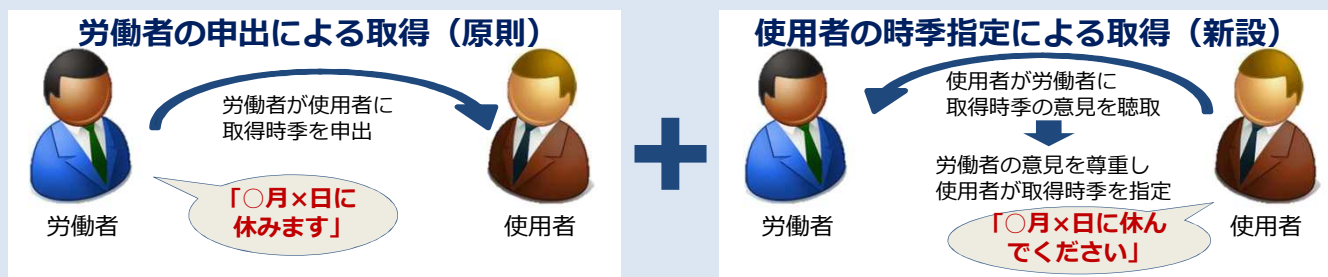 労働者の申出による取得（原則）
労働者が使用者に
取得時季を申出
「○月×日に
休みます」
労働者
使用者
使用者の時季指定による取得（新設）
使用者が労働者に
取得時季の意見を聴取
労働者の意見を尊重し
使用者が取得時季を指定
「○月×日に休ん
でください」
労働者
使用者